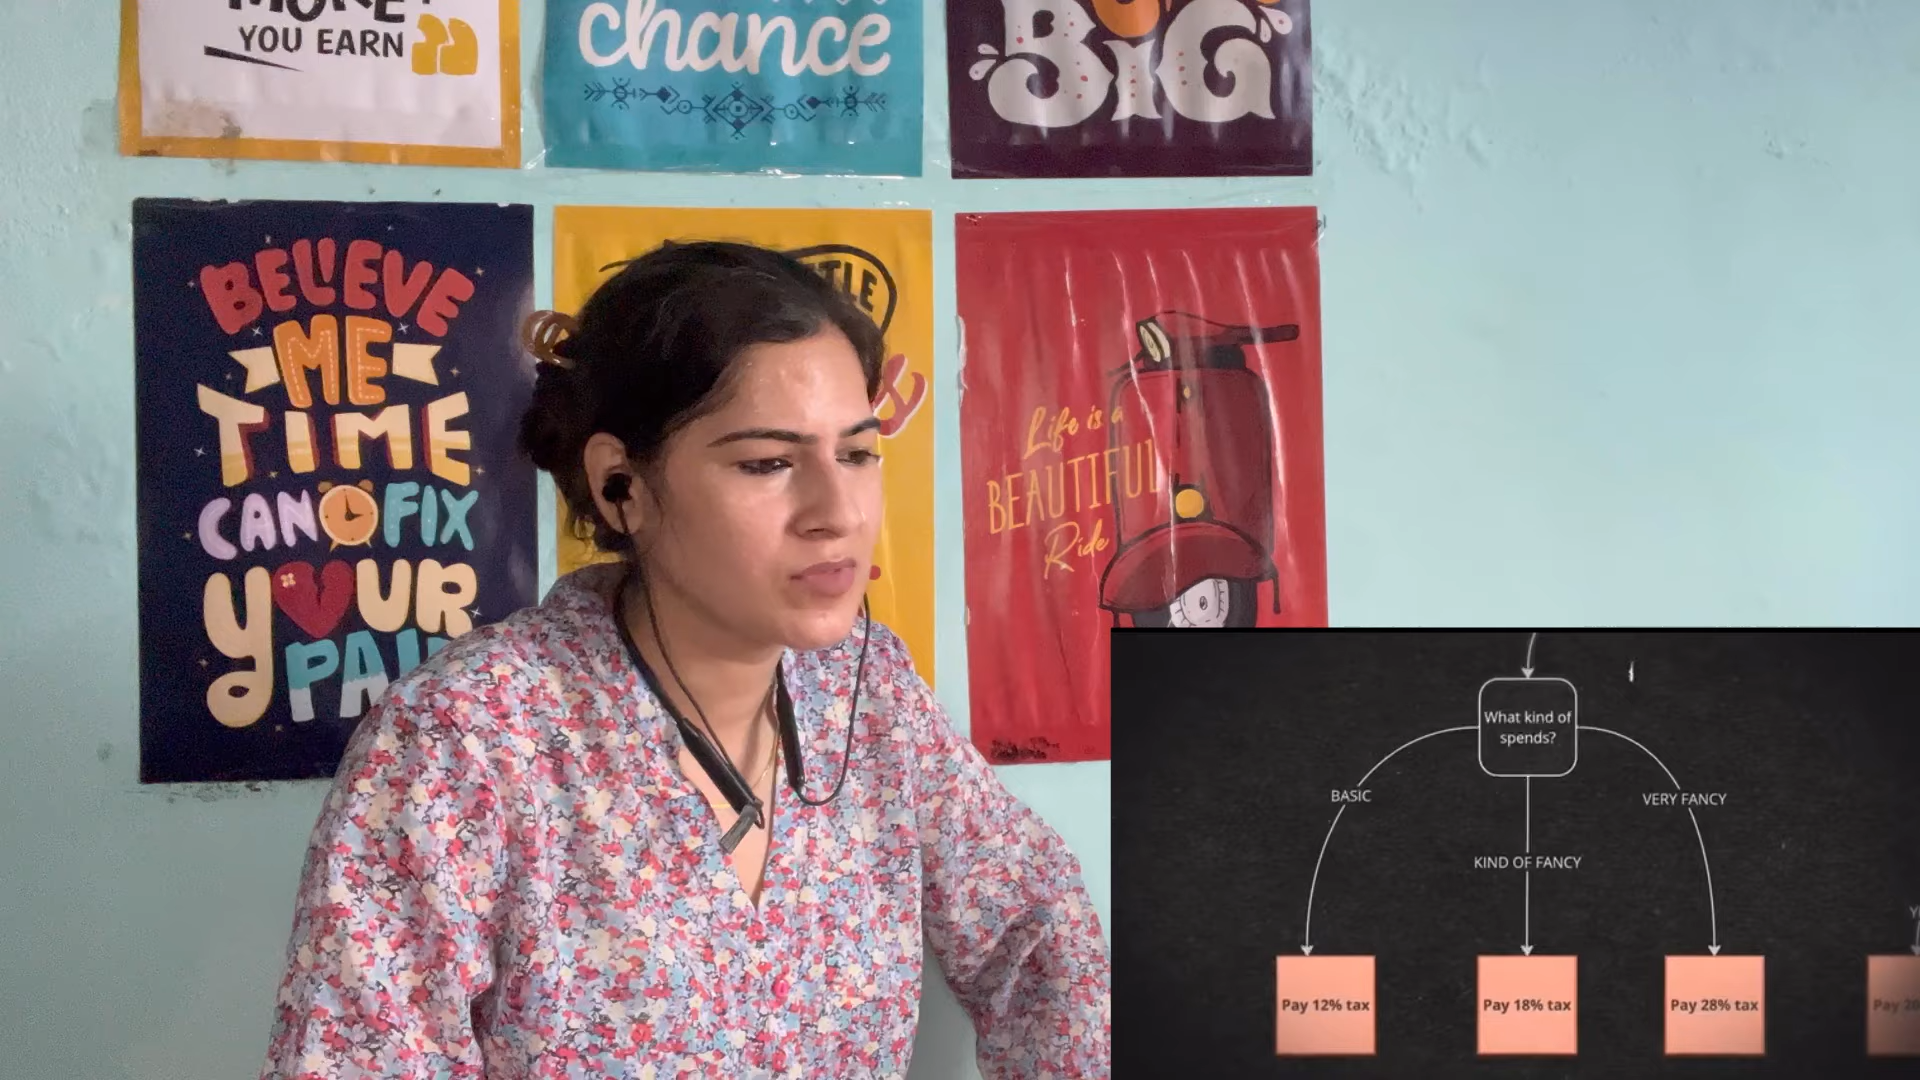 MORE
YOU EARN
chance
BIG
BELIEVE
ME
TIME
CAN FIX
YOUR
Life is a
BEAUTIFUL
Ride
What kind of
spends?
BASIC
VERY FANCY
KIND OF FANCY
Pay 12% tax
Pay 18% tax
Pay 28% tax